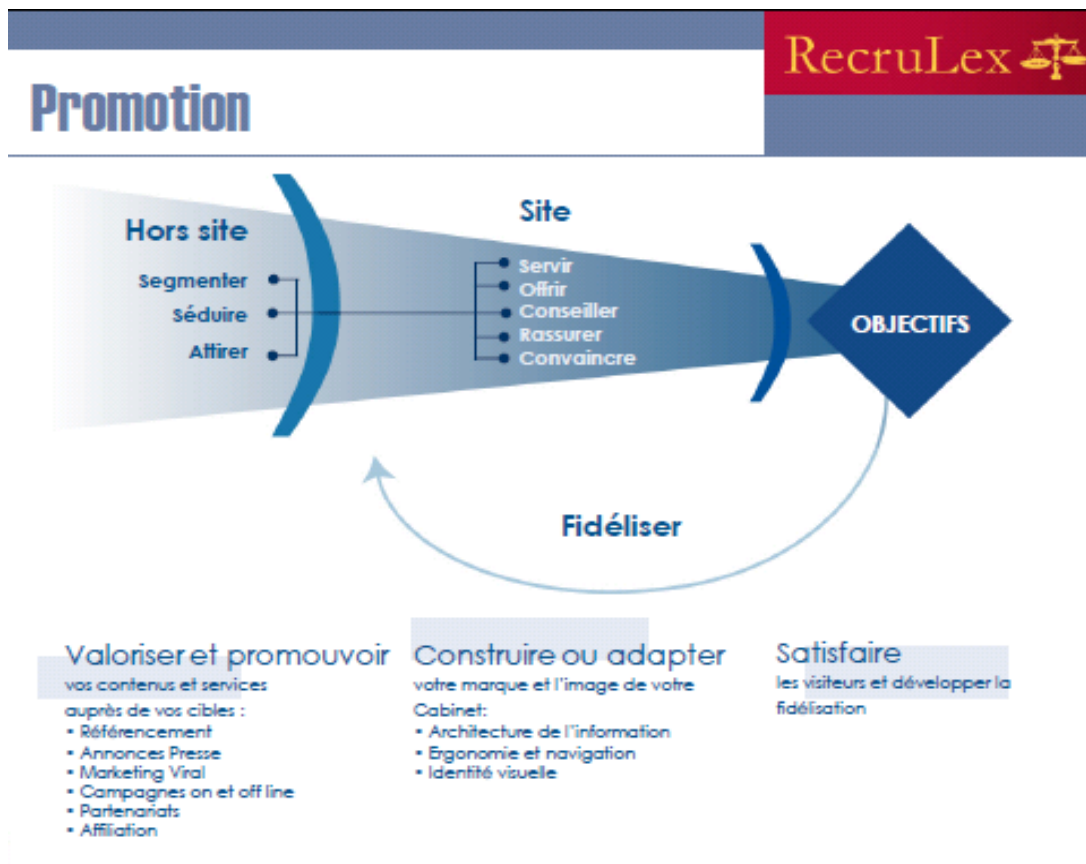 RecruLex
Promotion
Hors site
Segmenter
Séduire
Attirer
Site
Servir
Offrir
Conseiller
Rassurer
Convaincre
OBJECTIFS
Fidéliser
Valoriser et promouvoir
vos contenus et services
auprès de vos cibles :
• Référencement
• Annonces Presse
• Marketing Viral
• Campagnes on et off line
• Partenariats
• Affiliation
Construire ou adapter
votre marque et l'image de votre
Cabinet:
• Architecture de l'information
• Ergonomie et navigation
• Identité visuelle
Satisfaire
les visiteurs et développer la
fidélisation